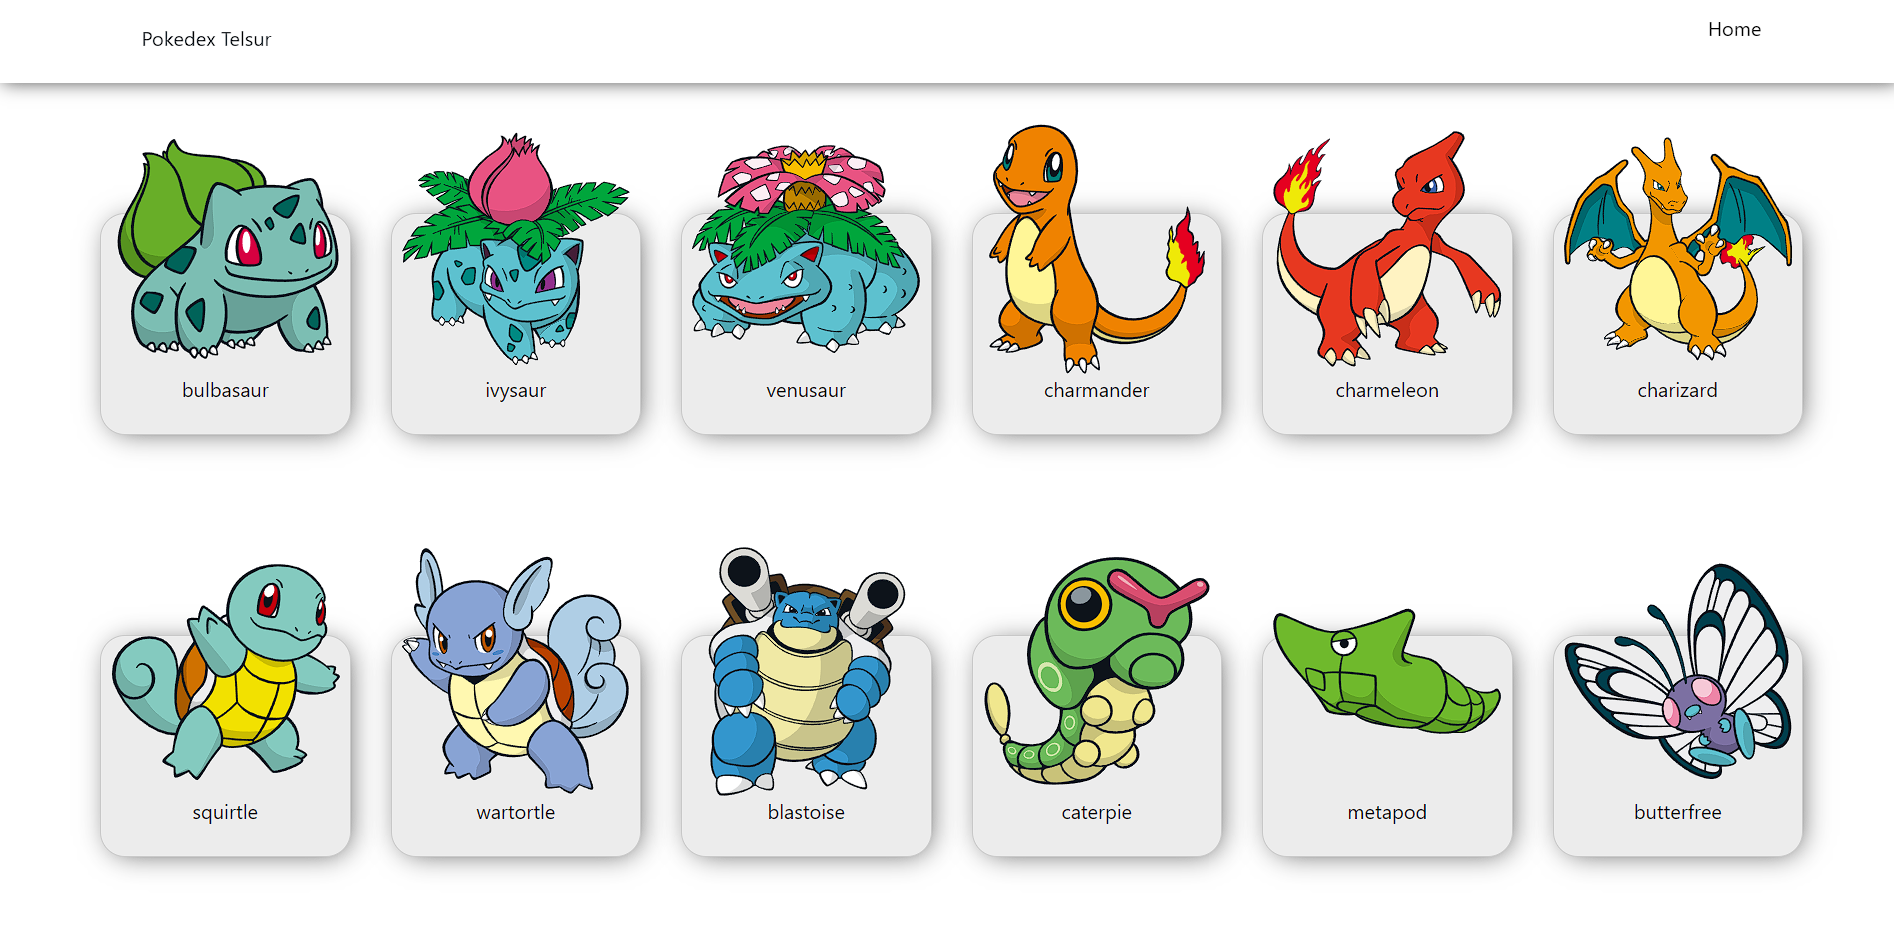 Pokedex Telsur
Home
bulbasaur
ivysaur
venusaur
charmander
charmeleon
charizard
squirtle
wartortle
blastoise
caterpie
metapod
butterfree